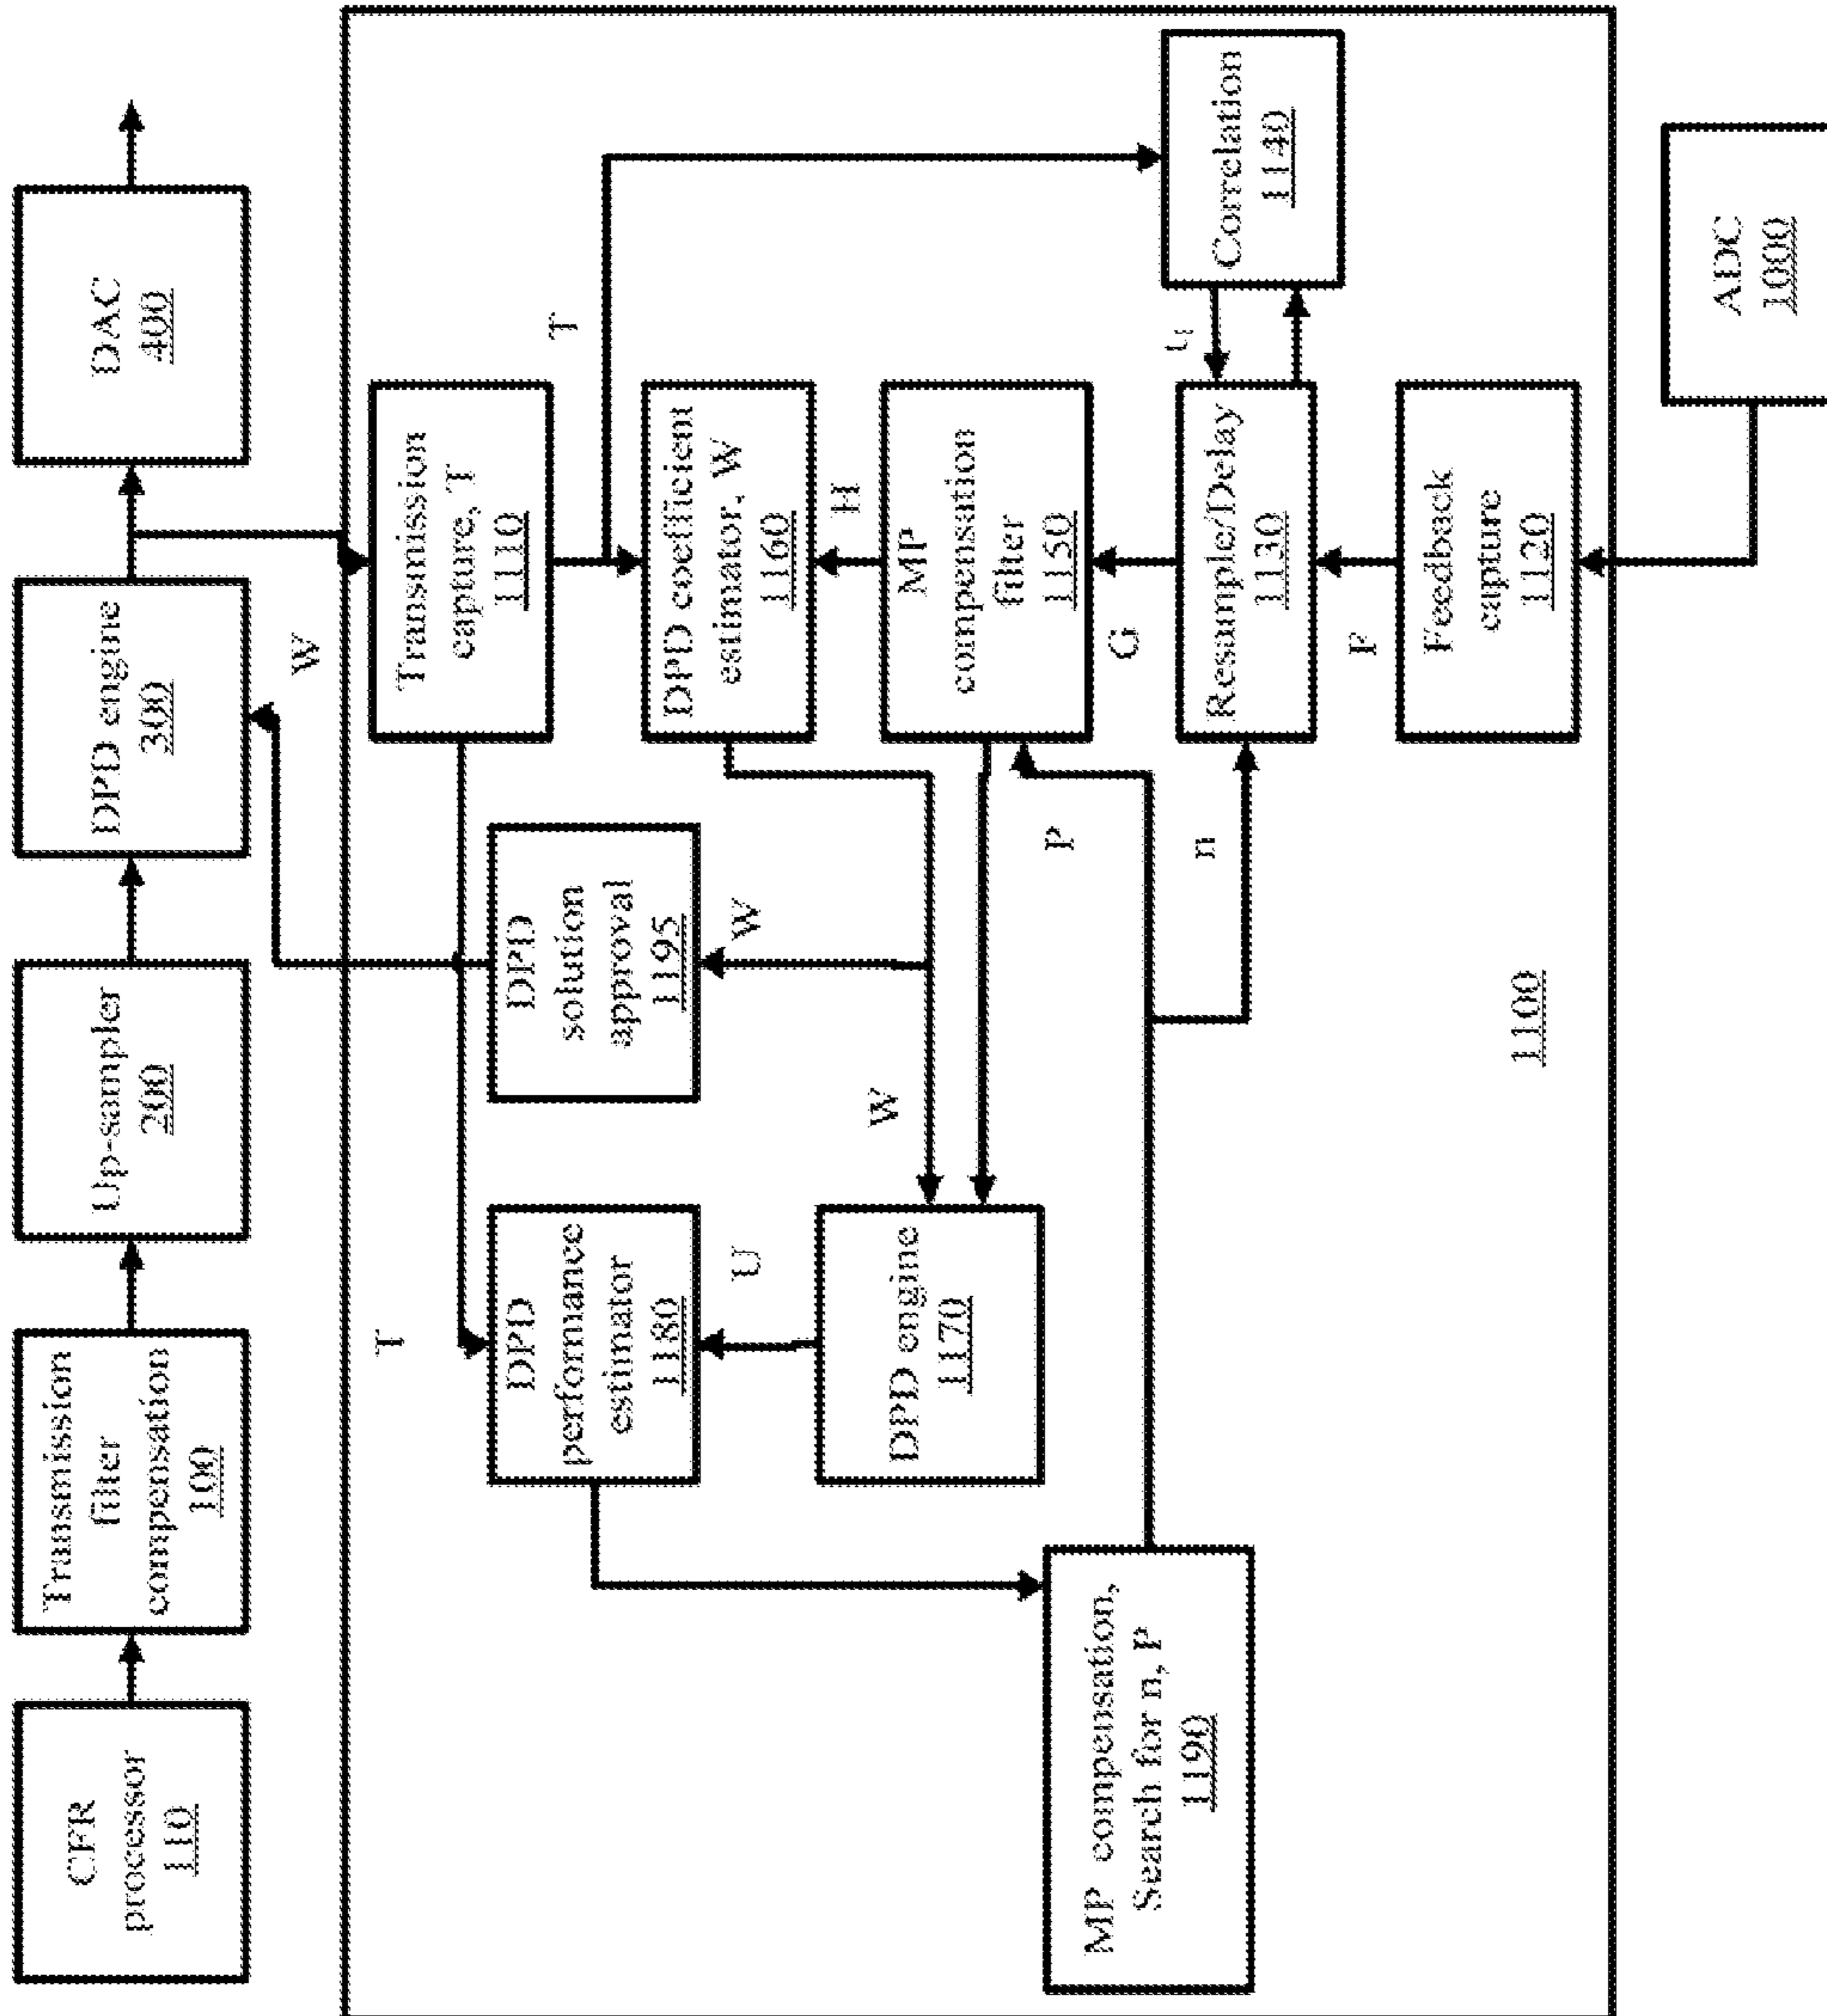 CFR
processor
110
Transmission
filter
compensation
100
Up-sampler
200
DPD engine
300
DAC
400
W
T
Transmission
capture, T
1110
T
DPD
performance
estimator
1180
DPD
solution
approval
1195
DPD coefficient
estimator, W
1160
U
W
H
DPD engine
1170
W
MP
compensation
filter
1150
P
G
MP compensation,
Search for n, P
1190
n
Resample/Delay
1130
Correlation
1140
F
Feedback
capture
1120
1100
ADC
1000